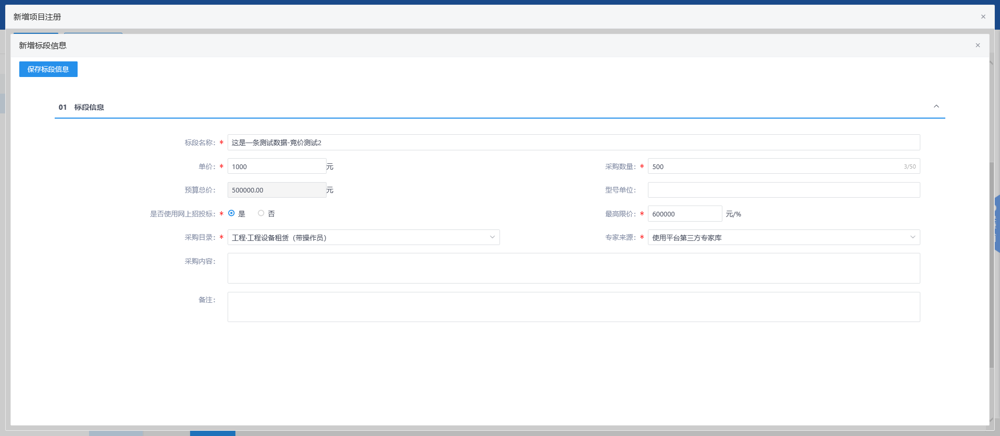 新增项目注册
新增标段信息
保存标段信息
01 标段信息
标段名称: * 这是一条测试数据-竞价测试2
单价: * 1000 元 采购数量: * 500 3/50
预算总价: 500000.00 元 型号单位:
是否使用网上招投标: * 是 否 最高限价: * 600000 元/%
采购目录: * 工程·工程设备租赁（带操作员） 专家来源: * 使用平台第三方专家库
采购内容:
备注: